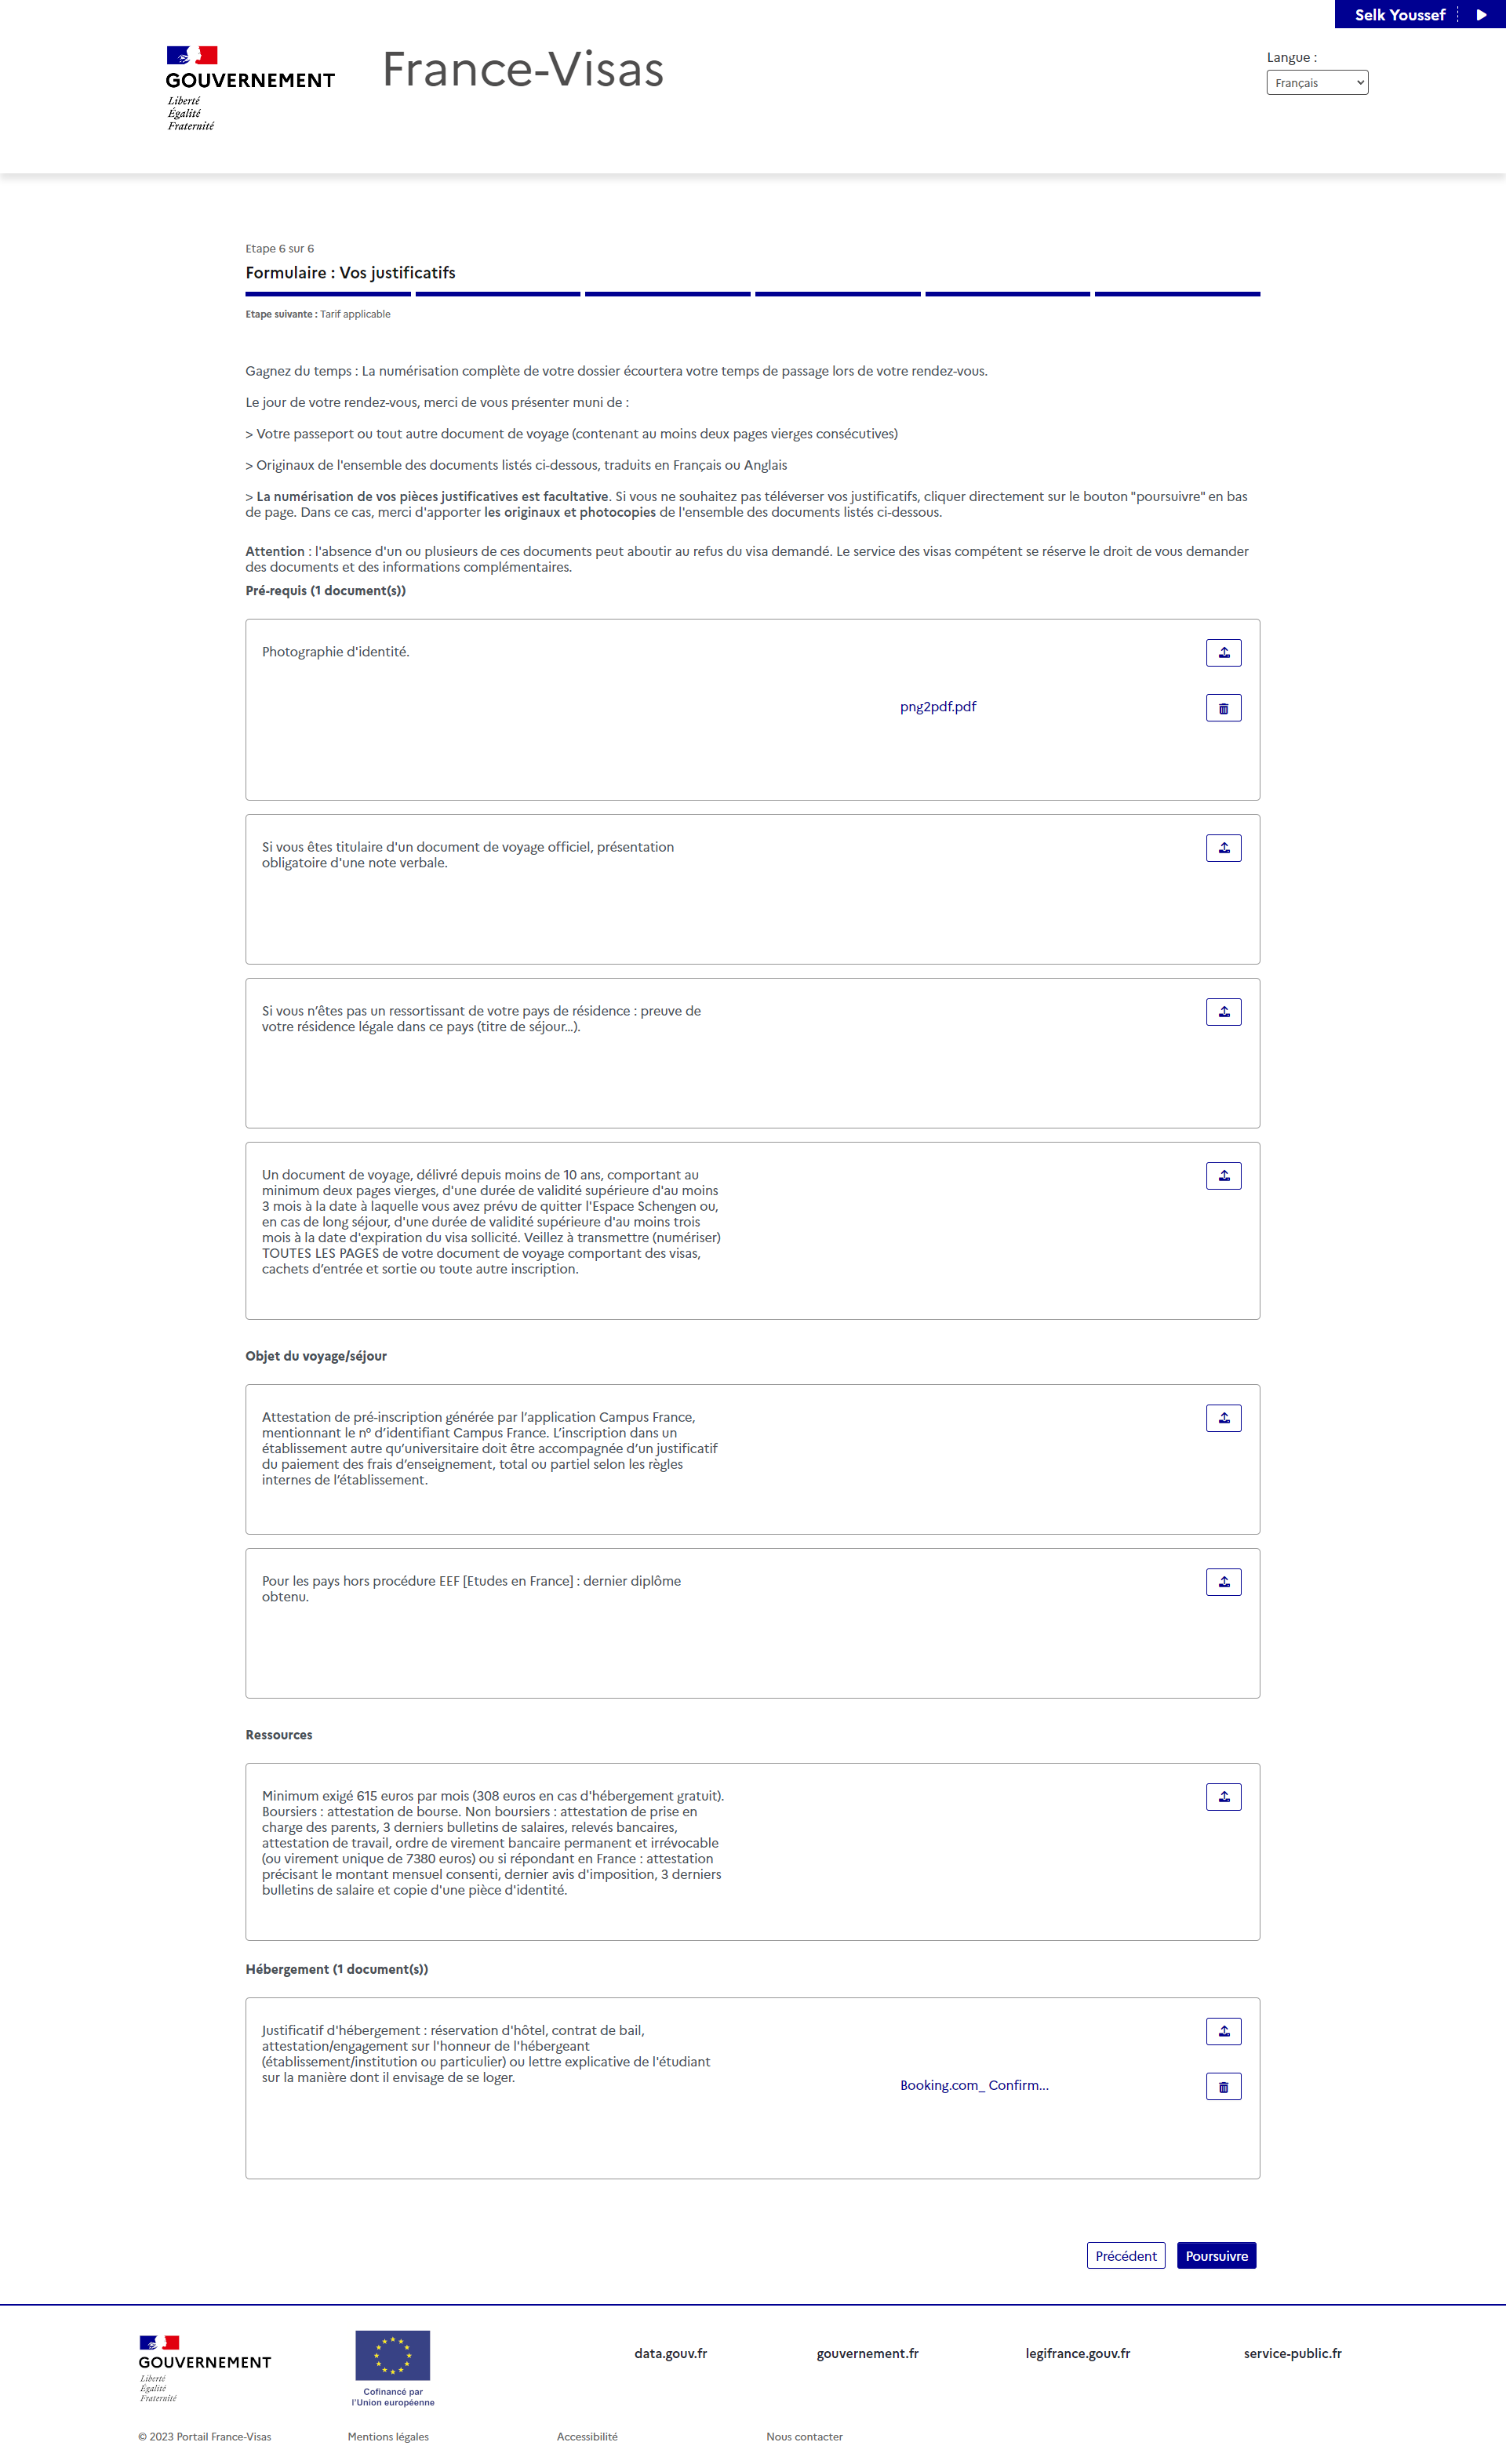 Selk Youssef
GOUVERNEMENT
Liberté
Égalité
Fraternité
France-Visas
Langue :
Français
Etape 6 sur 6
Formulaire : Vos justificatifs
Etape suivante : Tarif applicable
Gagnez du temps : La numérisation complète de votre dossier écourtera votre temps de passage lors de votre rendez-vous.
Le jour de votre rendez-vous, merci de vous présenter muni de :
> Votre passeport ou tout autre document de voyage (contenant au moins deux pages vierges consécutives)
> Originaux de l'ensemble des documents listés ci-dessous, traduits en Français ou Anglais
> La numérisation de vos pièces justificatives est facultative. Si vous ne souhaitez pas téléverser vos justificatifs, cliquer directement sur le bouton "poursuivre" en bas
de page. Dans ce cas, merci d'apporter les originaux et photocopies de l'ensemble des documents listés ci-dessous.
Attention : l'absence d'un ou plusieurs de ces documents peut aboutir au refus du visa demandé. Le service des visas compétent se réserve le droit de vous demander
des documents et des informations complémentaires.
Pré-requis (1 document(s))
Photographie d'identité.
png2pdf.pdf
Si vous êtes titulaire d'un document de voyage officiel, présentation
obligatoire d'une note verbale.
Si vous n’êtes pas un ressortissant de votre pays de résidence : preuve de
votre résidence légale dans ce pays (titre de séjour…).
Un document de voyage, délivré depuis moins de 10 ans, comportant au
minimum deux pages vierges, d'une durée de validité supérieure d'au moins
3 mois à la date à laquelle vous avez prévu de quitter l'Espace Schengen ou,
en cas de long séjour, d'une durée de validité supérieure d'au moins trois
mois à la date d'expiration du visa sollicité. Veillez à transmettre (numériser)
TOUTES LES PAGES de votre document de voyage comportant des visas,
cachets d’entrée et sortie ou toute autre inscription.
Objet du voyage/séjour
Attestation de pré-inscription générée par l’application Campus France,
mentionnant le nº d’identifiant Campus France. L’inscription dans un
établissement autre qu’universitaire doit être accompagnée d’un justificatif
du paiement des frais d’enseignement, total ou partiel selon les règles
internes de l’établissement.
Pour les pays hors procédure EEF [Etudes en France] : dernier diplôme
obtenu.
Ressources
Minimum exigé 615 euros par mois (308 euros en cas d'hébergement gratuit).
Boursiers : attestation de bourse. Non boursiers : attestation de prise en
charge des parents, 3 derniers bulletins de salaires, relevés bancaires,
attestation de travail, ordre de virement bancaire permanent et irrévocable
(ou virement unique de 7380 euros) ou si répondant en France : attestation
précisant le montant mensuel consenti, dernier avis d'imposition, 3 derniers
bulletins de salaire et copie d'une pièce d'identité.
Hébergement (1 document(s))
Justificatif d'hébergement : réservation d'hôtel, contrat de bail,
attestation/engagement sur l'honneur de l'hébergeant
(établissement/institution ou particulier) ou lettre explicative de l'étudiant
sur la manière dont il envisage de se loger.
Booking.com_ Confirm...
Précédent
Poursuivre
GOUVERNEMENT
Liberté
Égalité
Fraternité
Cofinancé par
l'Union européenne
data.gouv.fr
gouvernement.fr
legifrance.gouv.fr
service-public.fr
© 2023 Portail France-Visas
Mentions légales
Accessibilité
Nous contacter